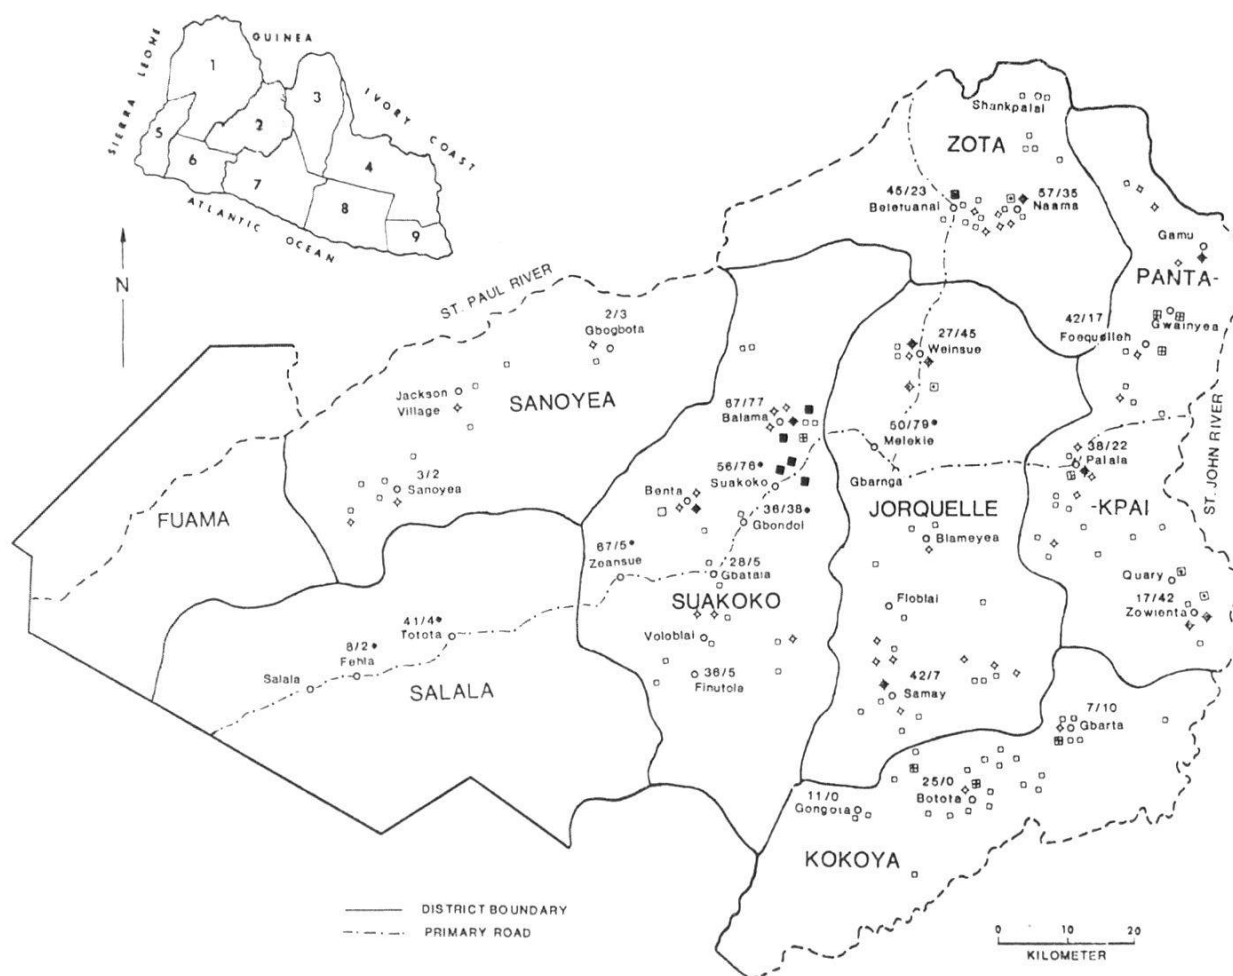 GUINEA
SIERRA LEONE
IVORY COAST
ATLANTIC OCEAN
1
2
3
4
5
6
7
8
9
N
ST. PAUL RIVER
Shankpalai
ZOTA
45/23
Beletuanai
57/35
Naama
Gamu
PANTA-
2/3
Gbogbota
27/45
Weinsue
42/17
Foequelleh
Gwainyea
Jackson
Village
SANOYEA
67/77
Balama
50/79*
Melekie
ST. JOHN RIVER
38/22
Palala
56/76*
Suakoko
Gbarnga
3/2
Sanoyea
Benta
FUAMA
36/38*
Gbondoi
JORQUELLE
-KPAI
Blameyea
67/5*
Zeansue
28/5
Gbatala
Quary
17/42
Zowienta
SUAKOKO
Floblai
41/4*
Totota
Voloblai
8/2*
Fehla
Salala
SALALA
36/5
Finutola
42/7
Samay
7/10
Gbarta
25/0
Botota
11/0
Gongota
KOKOYA
DISTRICT BOUNDARY
PRIMARY ROAD
0 10 20
KILOMETER